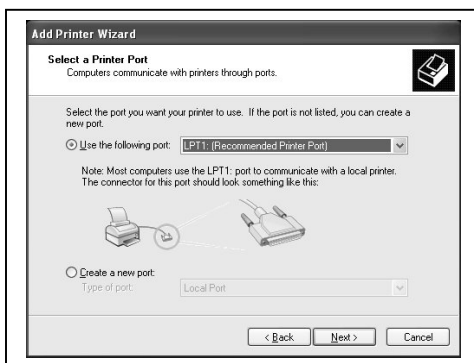 Add Printer Wizard
Select a Printer Port
Computers communicate with printers through ports.
Select the port you want your printer to use. If the port is not listed, you can create a
new port.
Use the following port: LPT1: (Recommended Printer Port)
Note: Most computers use the LPT1: port to communicate with a local printer.
The connector for this port should look something like this:
Create a new port:
Type of port: Local Port
< Back Next > Cancel